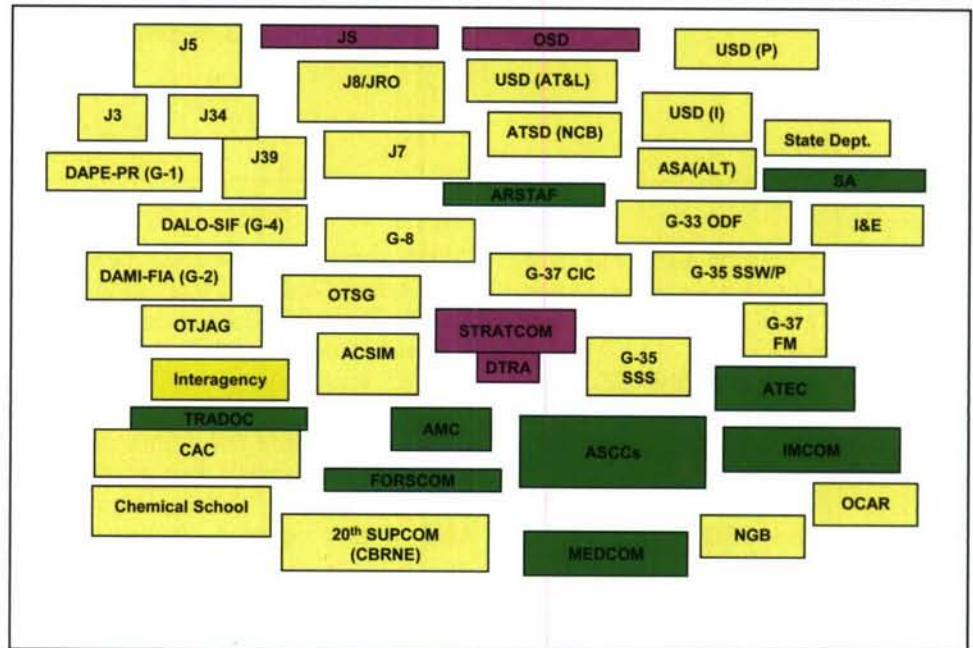 J5
JS
OSD
USD (P)
J8/JRO
USD (AT&L)
J3
J34
USD (I)
ATSD (NCB)
State Dept.
J39
J7
DAPE-PR (G-1)
ASA(ALT)
SA
ARSTAF
DALO-SIF (G-4)
G-8
G-33 ODF
I&E
DAMI-FIA (G-2)
G-37 CIC
G-35 SSW/P
OTSG
OTJAG
STRATCOM
G-37
FM
ACSIM
DTRA
G-35
SSS
Interagency
ATEC
TRADOC
AMC
CAC
ASCCs
IMCOM
FORSCOM
Chemical School
OCAR
20th SUPCOM
(CBRNE)
MEDCOM
NGB